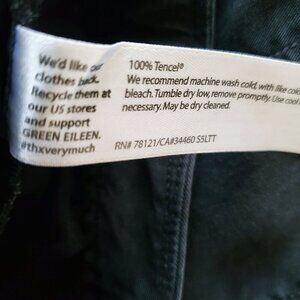 We'd like our
clothes back.
Recycle them at
our US stores
and support
GREEN EILEEN.
#thxverymuch
100% Tencel®
We recommend machine wash cold, with like colo
bleach. Tumble dry low, remove promptly. Use cool
necessary. May be dry cleaned.
RN# 78121/CA#34460 S5LTT